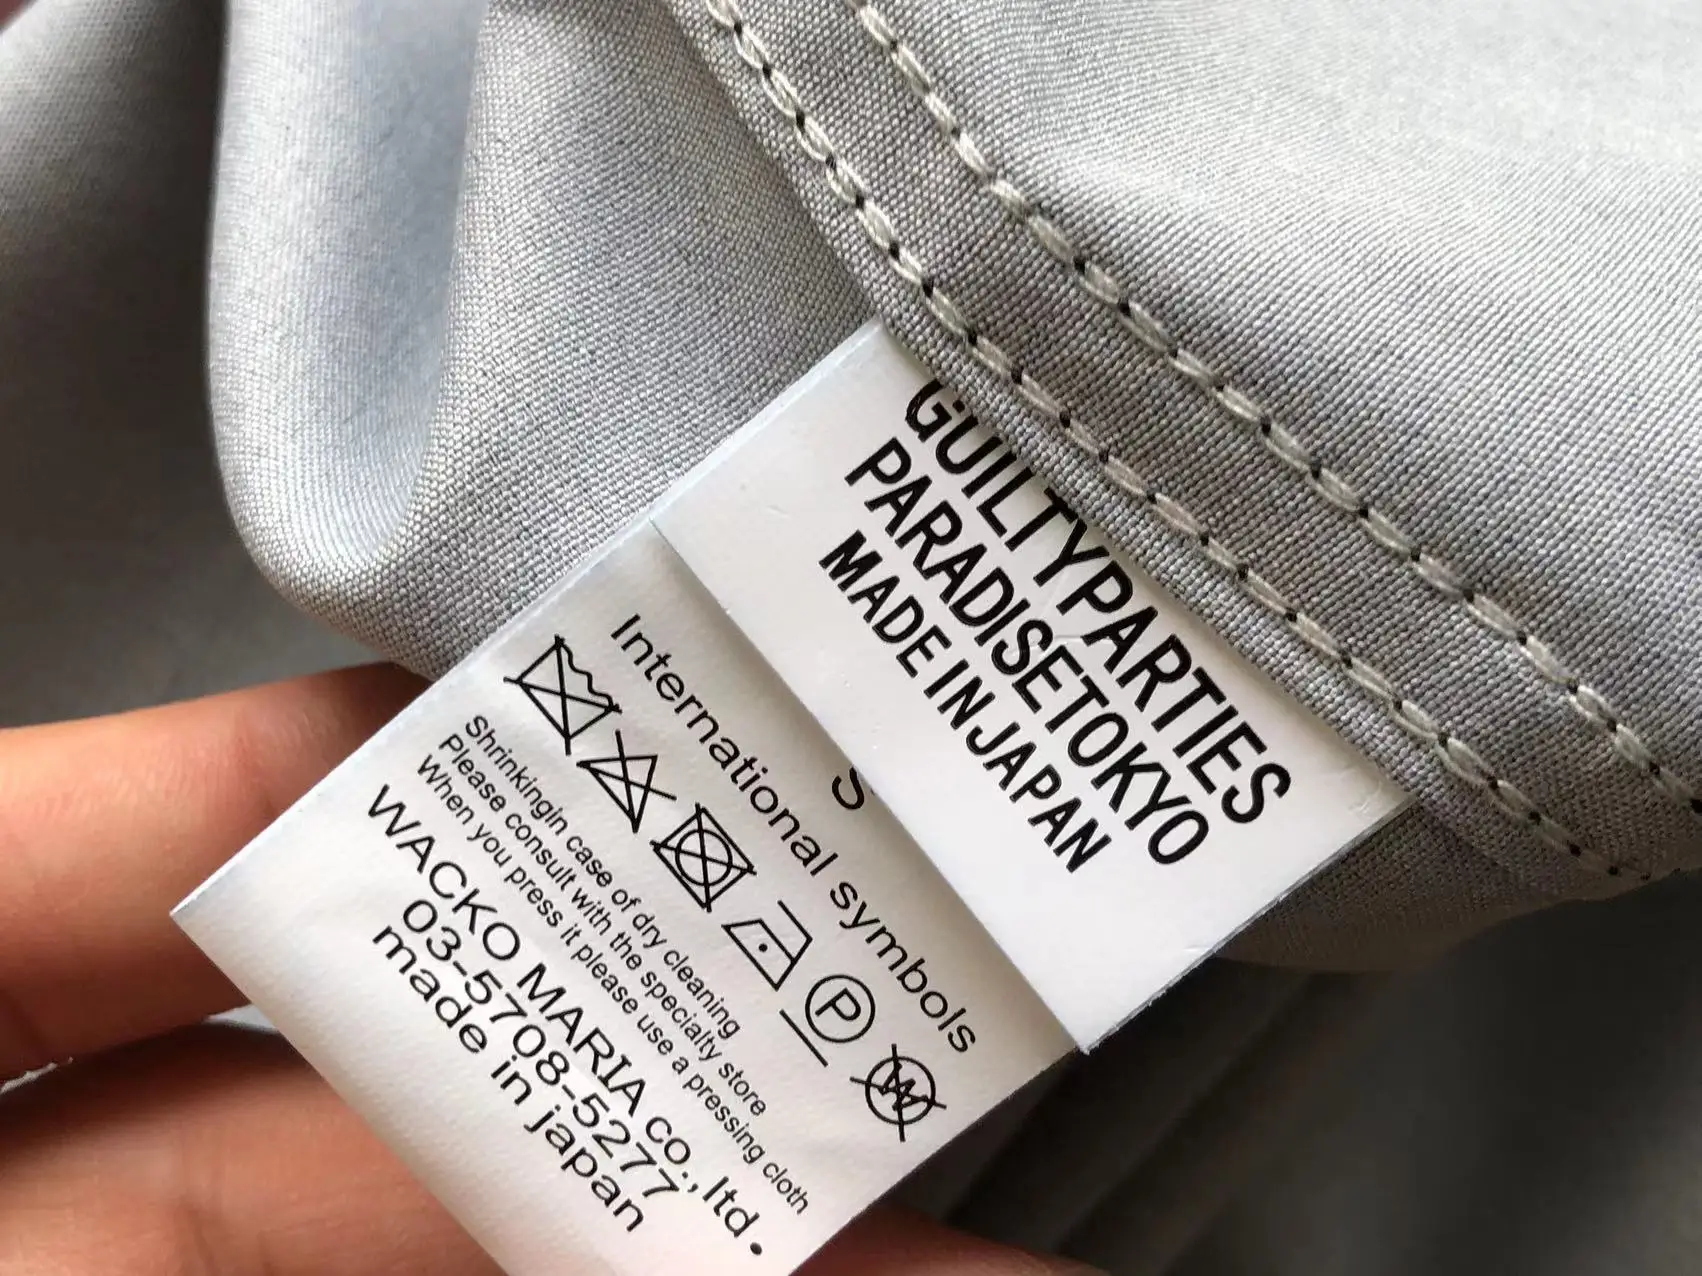 GUILTYPARTIES
PARADISETOKYO
MADE IN JAPAN
S
International symbols
P
W
Shrinkingln case of dry cleaning
Please consult with the specialty store
When you press it please use a pressing cloth
WACKO MARIA co.,ltd.
03-5708-5277
made in japan